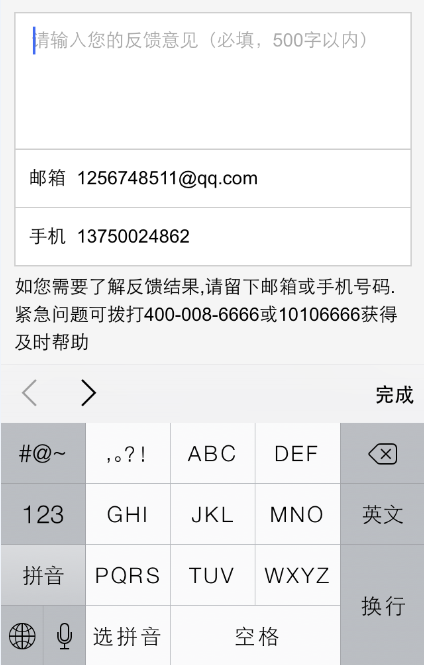 请输入您的反馈意见（必填，500字以内）
邮箱 1256748511@qq.com
手机 13750024862
如您需要了解反馈结果,请留下邮箱或手机号码.
紧急问题可拨打400-008-6666或10106666获得
及时帮助
完成
#@~ ,。?! ABC DEF
123 GHI JKL MNO 英文
拼音 PQRS TUV WXYZ
换行
选拼音 空格